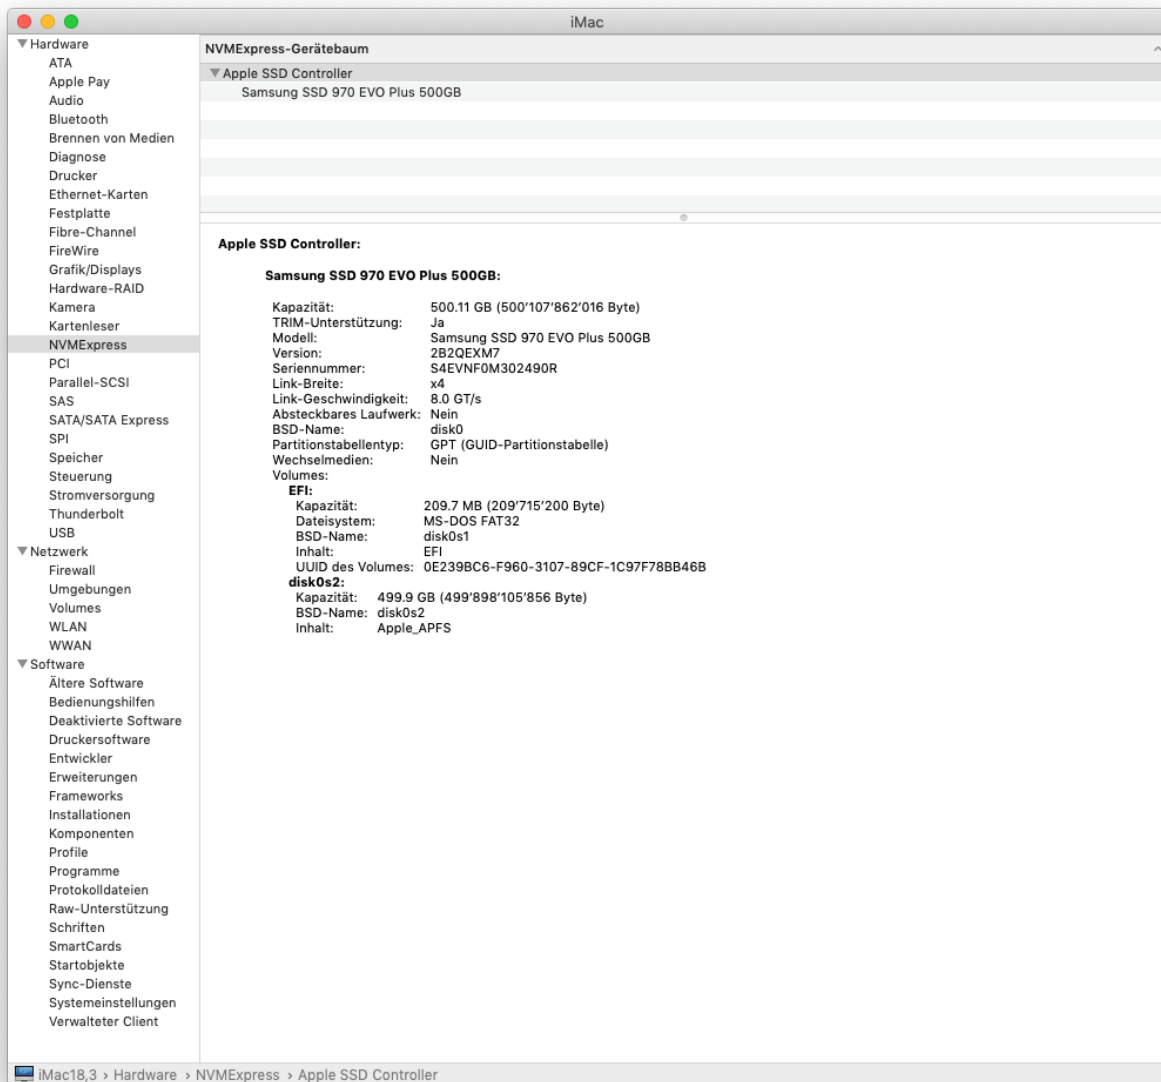 iMac
Hardware
ATA
Apple Pay
Audio
Bluetooth
Brennen von Medien
Diagnose
Drucker
Ethernet-Karten
Festplatte
Fibre-Channel
FireWire
Grafik/Displays
Hardware-RAID
Kamera
Kartenleser
NVMExpress
PCI
Parallel-SCSI
SAS
SATA/SATA Express
SPI
Speicher
Steuerung
Stromversorgung
Thunderbolt
USB
Netzwerk
Firewall
Umgebungen
Volumes
WLAN
WWAN
Software
Ältere Software
Bedienungshilfen
Deaktivierte Software
Druckersoftware
Entwickler
Erweiterungen
Frameworks
Installationen
Komponenten
Profile
Programme
Protokolldateien
Raw-Unterstützung
Schriften
SmartCards
Startobjekte
Sync-Dienste
Systemeinstellungen
Verwalteter Client
NVMExpress-Gerätebaum
Apple SSD Controller
Samsung SSD 970 EVO Plus 500GB
Apple SSD Controller:
Samsung SSD 970 EVO Plus 500GB:
Kapazität: 500.11 GB (500’107’862’016 Byte)
TRIM-Unterstützung: Ja
Modell: Samsung SSD 970 EVO Plus 500GB
Version: 2B2QEXM7
Seriennummer: S4EVNF0M302490R
Link-Breite: x4
Link-Geschwindigkeit: 8.0 GT/s
Absteckbares Laufwerk: Nein
BSD-Name: disk0
Partitionstabellentyp: GPT (GUID-Partitionstabelle)
Wechselmedien: Nein
Volumes:
EFI:
Kapazität: 209.7 MB (209’715’200 Byte)
Dateisystem: MS-DOS FAT32
BSD-Name: disk0s1
Inhalt: EFI
UUID des Volumes: 0E239BC6-F960-3107-89CF-1C97F78BB46B
disk0s2:
Kapazität: 499.9 GB (499’898’105’856 Byte)
BSD-Name: disk0s2
Inhalt: Apple_APFS
iMac18,3 › Hardware › NVMExpress › Apple SSD Controller